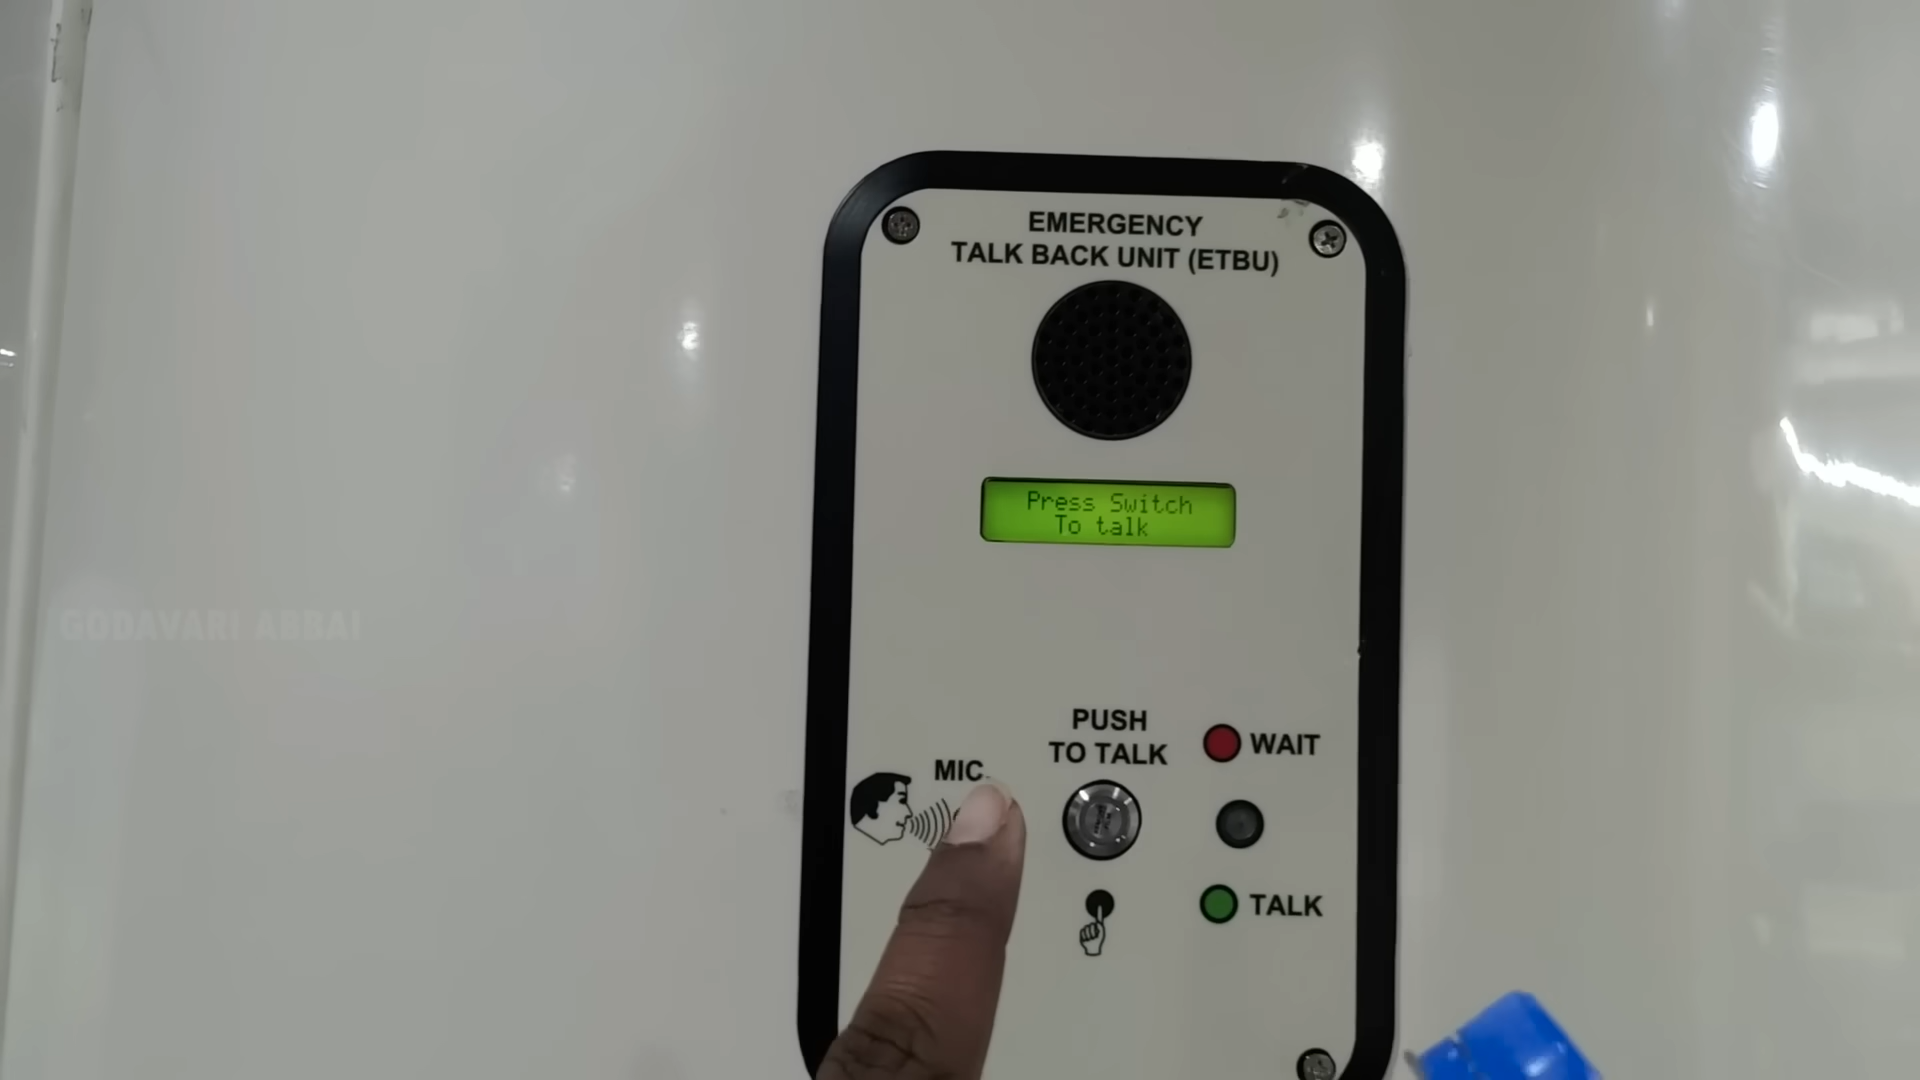 EMERGENCY
TALK BACK UNIT (ETBU)
Press Switch
To talk
GODAVARI ABBAI
PUSH
TO TALK
WAIT
MIC
TALK